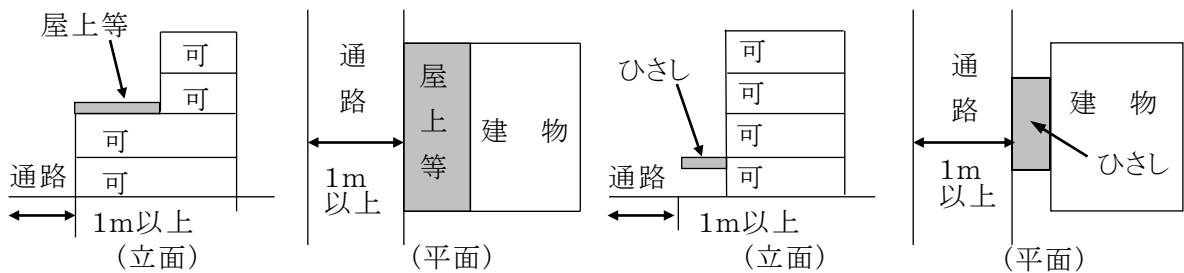 屋上等
可
可
可
可
通路
1m以上
(立面)
通路
屋上等
建物
1m
以上
(平面)
ひさし
可
可
可
可
通路
1m以上
(立面)
通路
建物
ひさし
1m
以上
(平面)